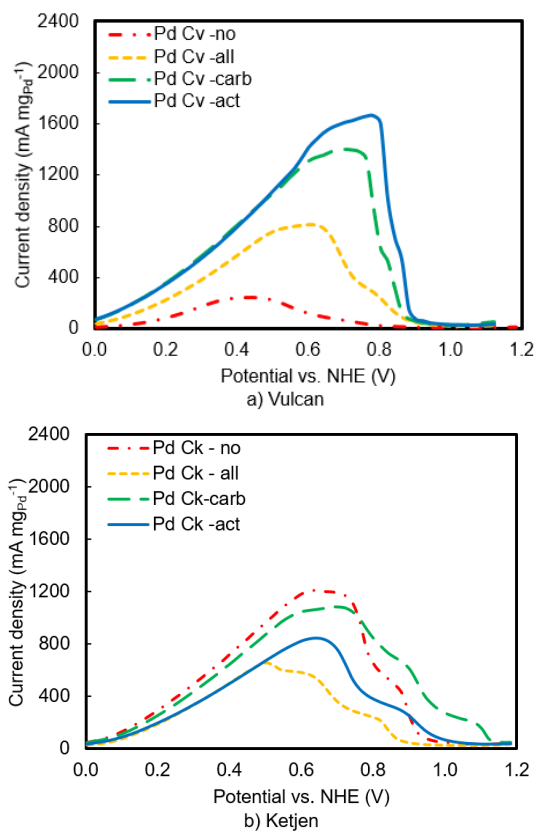 2400
2000
1600
1200
800
400
0
Current density (mA mgPd-1)
Pd Cv -no
Pd Cv -all
Pd Cv -carb
Pd Cv -act
0.0 0.2 0.4 0.6 0.8 1.0 1.2
Potential vs. NHE (V)
a) Vulcan
2400
2000
1600
1200
800
400
0
Current density (mA mgPd-1)
Pd Ck - no
Pd Ck - all
Pd Ck-carb
Pd Ck -act
0.0 0.2 0.4 0.6 0.8 1.0 1.2
Potential vs. NHE (V)
b) Ketjen